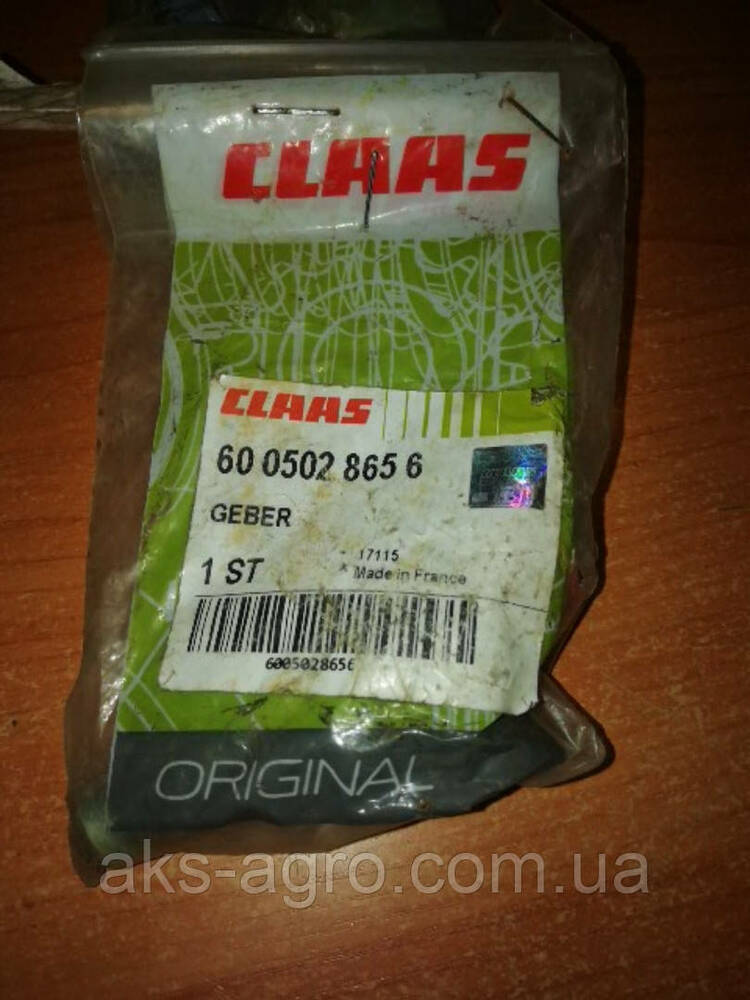 CLAAS
CLAAS
60 0502 865 6
GEBER
17115
1 ST
Made in France
6005028656
ORIGINAL
aks-agro.com.ua